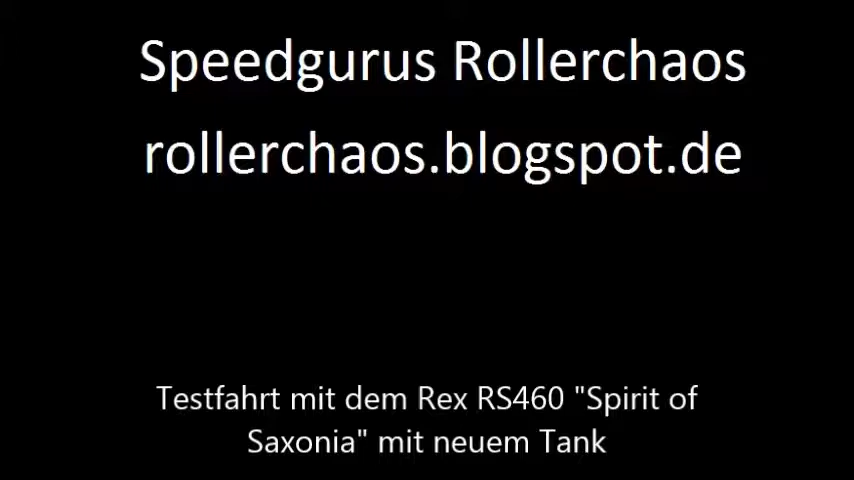 Speedgurus Rollerchaos
rollerchaos.blogspot.de
Testfahrt mit dem Rex RS460 "Spirit of
Saxonia" mit neuem Tank